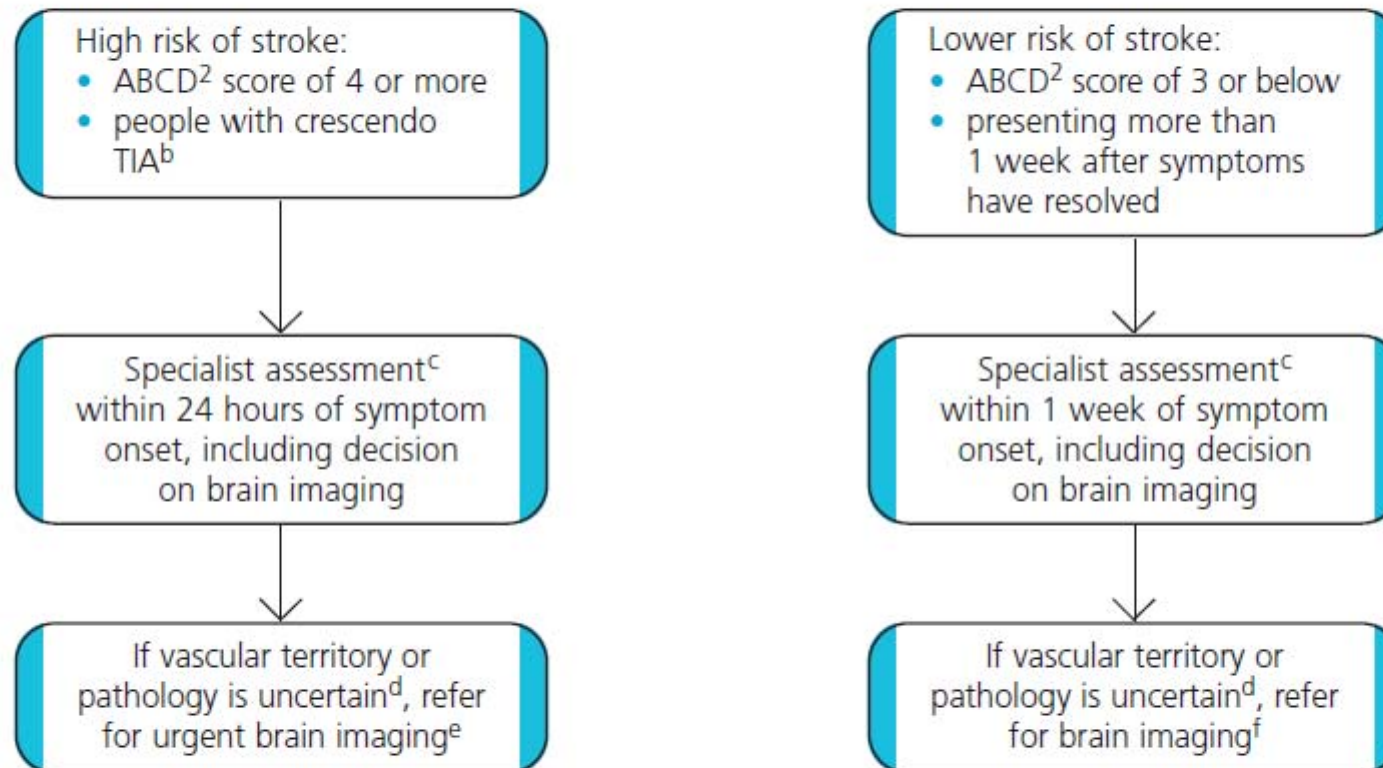 High risk of stroke:
• ABCD² score of 4 or more
• people with crescendo
TIAᵇ
Specialist assessmentᶜ
within 24 hours of symptom
onset, including decision
on brain imaging
If vascular territory or
pathology is uncertainᵈ, refer
for urgent brain imagingᵉ
Lower risk of stroke:
• ABCD² score of 3 or below
• presenting more than
1 week after symptoms
have resolved
Specialist assessmentᶜ
within 1 week of symptom
onset, including decision
on brain imaging
If vascular territory or
pathology is uncertainᵈ, refer
for brain imagingᶠ